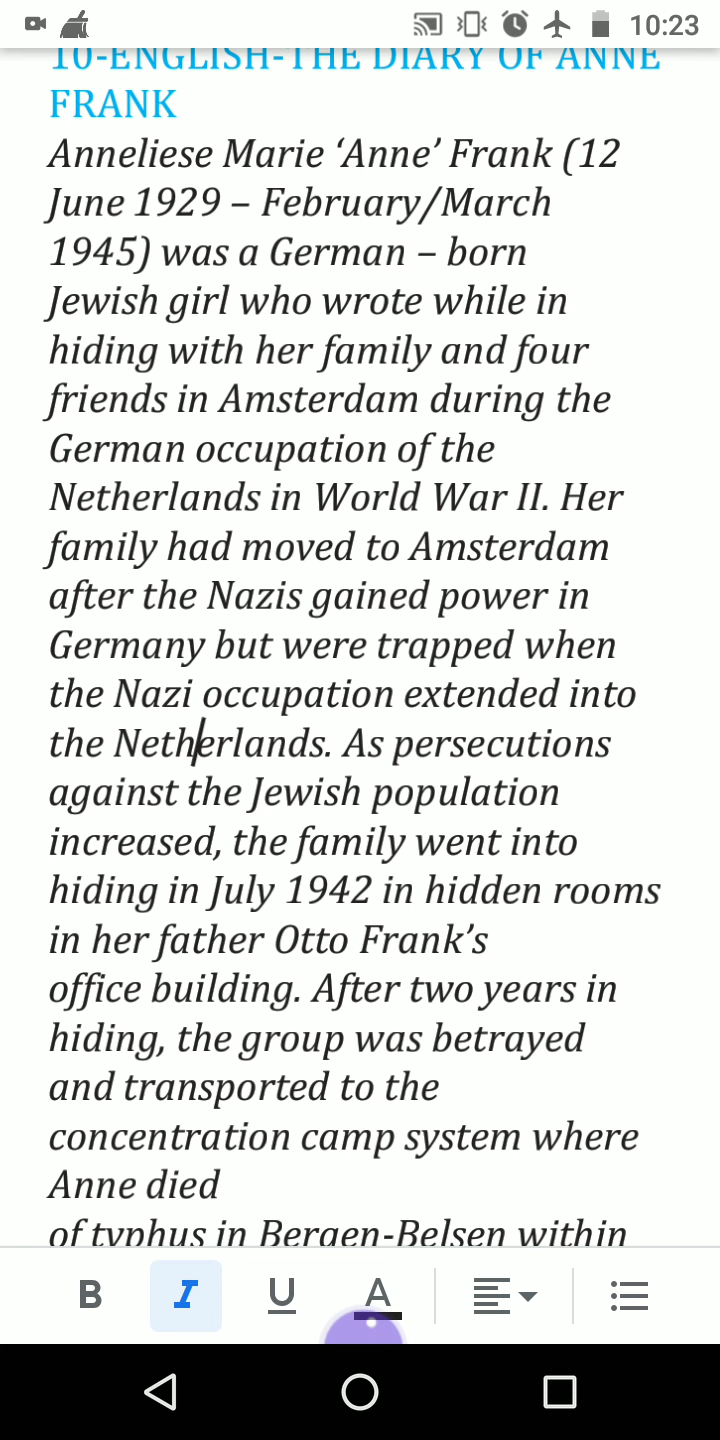 10:23
10-ENGLISH-THE DIARY OF ANNE
FRANK
Anneliese Marie ‘Anne’ Frank (12
June 1929 – February/March
1945) was a German – born
Jewish girl who wrote while in
hiding with her family and four
friends in Amsterdam during the
German occupation of the
Netherlands in World War II. Her
family had moved to Amsterdam
after the Nazis gained power in
Germany but were trapped when
the Nazi occupation extended into
the Netherlands. As persecutions
against the Jewish population
increased, the family went into
hiding in July 1942 in hidden rooms
in her father Otto Frank’s
office building. After two years in
hiding, the group was betrayed
and transported to the
concentration camp system where
Anne died
of typhus in Bergen-Belsen within
B I U A